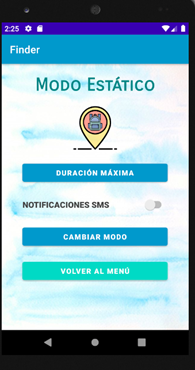 2:25
Finder
Modo Estático
DURACIÓN MÁXIMA
NOTIFICACIONES SMS
CAMBIAR MODO
VOLVER AL MENÚ